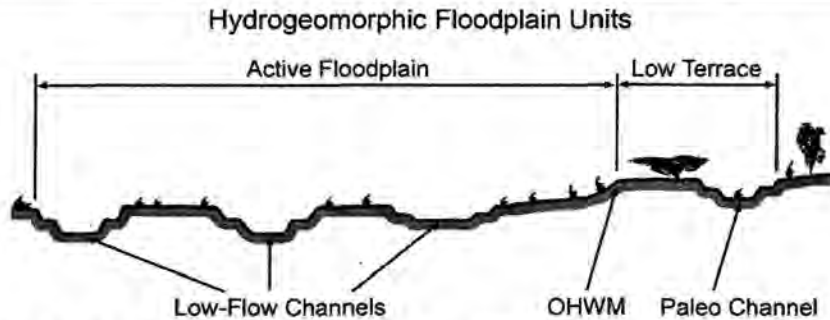 Hydrogeomorphic Floodplain Units
Active Floodplain
Low Terrace
Low-Flow Channels
OHWM
Paleo Channel